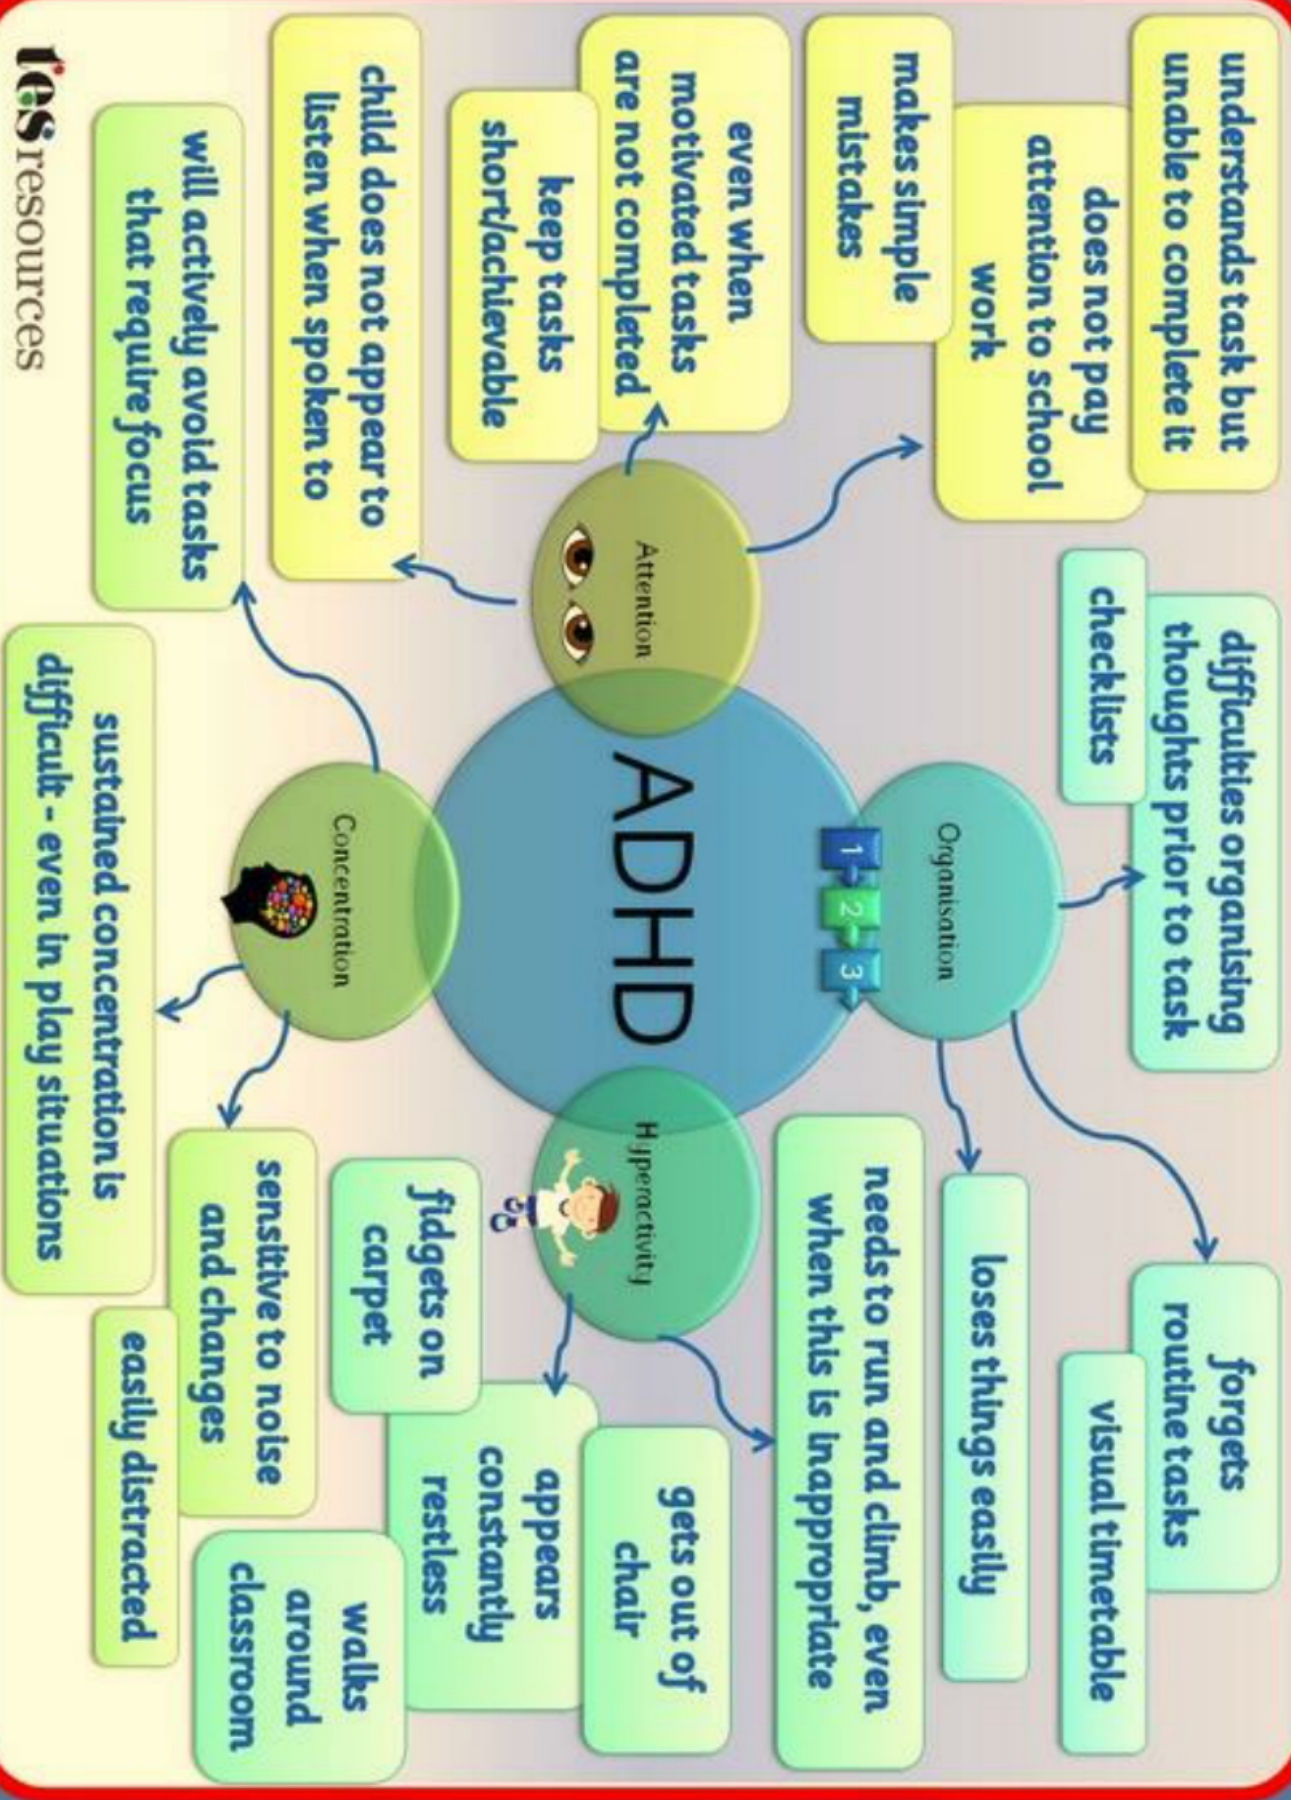 understands task but
unable to complete it
does not pay
attention to school
work
makes simple
mistakes
even when
motivated tasks
are not completed
keep tasks
short/achievable
child does not appear to
listen when spoken to
Attention
difficulties organising
thoughts prior to task
checklists
Organisation
1 2 3
forgets
routine tasks
visual timetable
loses things easily
ADHD
needs to run and climb, even
when this is inappropriate
Hyperactivity
gets out of
chair
appears
constantly
restless
fidgets on
carpet
walks
around
classroom
Concentration
will actively avoid tasks
that require focus
sustained concentration is
difficult - even in play situations
sensitive to noise
and changes
easily distracted
tes resources